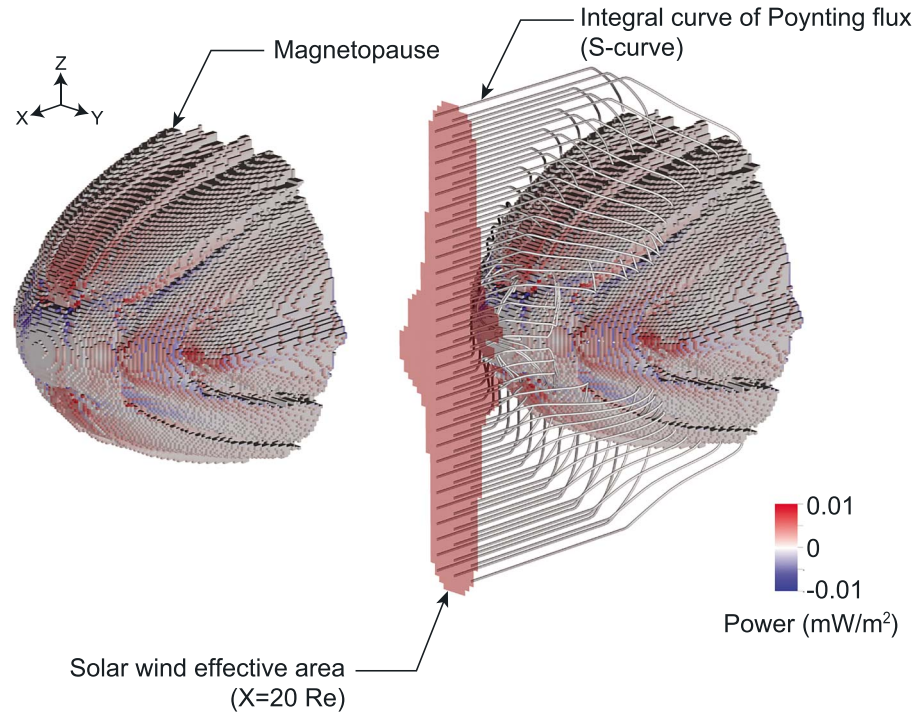 Integral curve of Poynting flux
(S-curve)
Magnetopause
Z
X
Y
0.01
0
-0.01
Power (mW/m²)
Solar wind effective area
(X=20 Re)